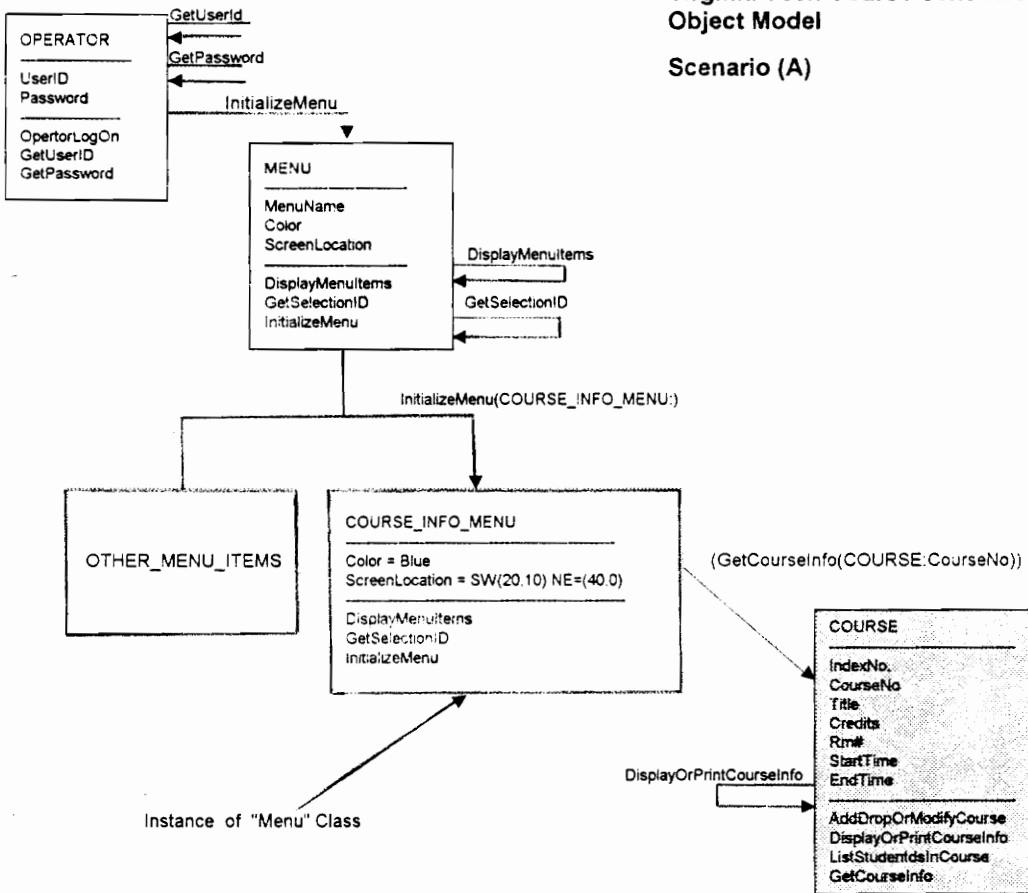 Object Model
Scenario (A)
GetUserId
OPERATOR
GetPassword
UserID
Password
InitializeMenu
OpertorLogOn
GetUserID
GetPassword
MENU
MenuName
Color
ScreenLocation
DisplayMenuItems
DisplayMenuItems
GetSelectionID
GetSelectionID
InitializeMenu
InitializeMenu(COURSE_INFO_MENU:)
OTHER_MENU_ITEMS
COURSE_INFO_MENU
Color = Blue
ScreenLocation = SW(20,10) NE=(40,0)
DisplayMenuItems
GetSelectionID
InitializeMenu
(GetCourseInfo(COURSE:CourseNo))
COURSE
IndexNo.
CourseNo
Title
Credits
Rm#
StartTime
EndTime
DisplayOrPrintCourseInfo
AddDropOrModifyCourse
DisplayOrPrintCourseInfo
ListStudentIdsInCourse
GetCourseInfo
Instance of "Menu" Class